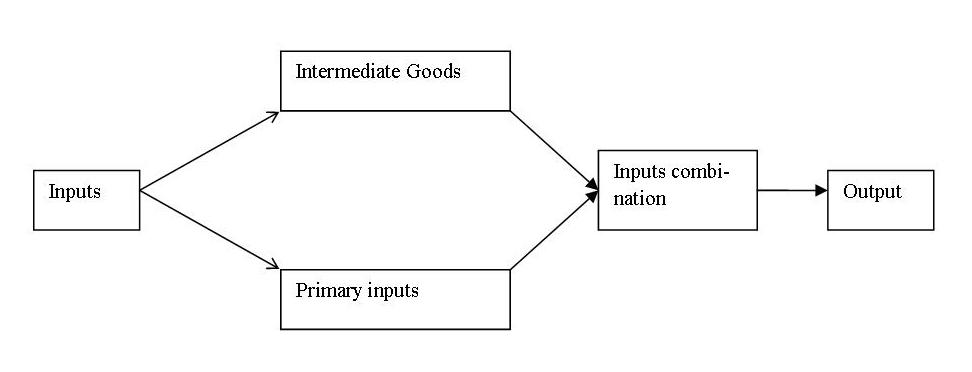 Intermediate Goods
Inputs
Inputs combi-
nation
Output
Primary inputs